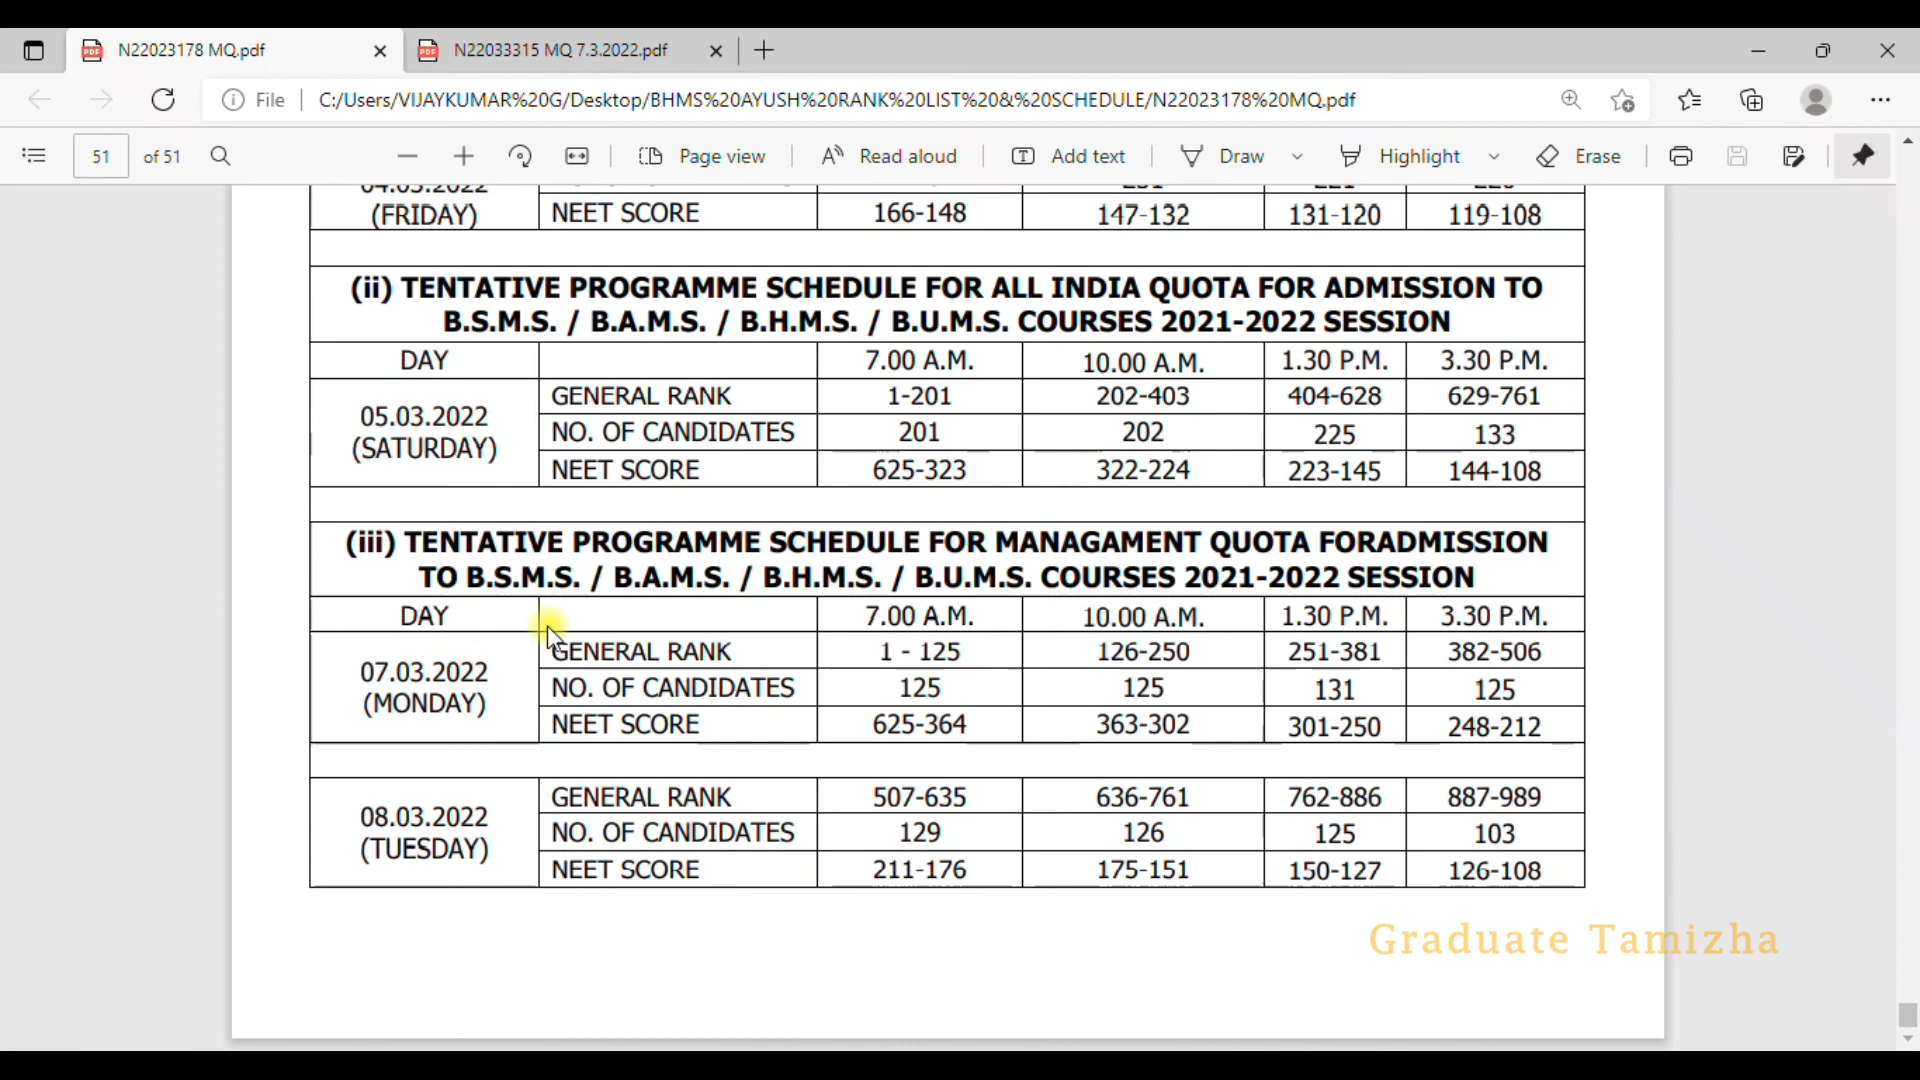 N22023178 MQ.pdf
N22033315 MQ 7.3.2022.pdf
File
C:/Users/VIJAYKUMAR%20G/Desktop/BHMS%20AYUSH%20RANK%20LIST%20&%20SCHEDULE/N22023178%20MQ.pdf
51 of 51
Page view
Read aloud
Add text
Draw
Highlight
Erase
04.03.2022
(FRIDAY) NEET SCORE 166-148 147-132 131-120 119-108
(ii) TENTATIVE PROGRAMME SCHEDULE FOR ALL INDIA QUOTA FOR ADMISSION TO
B.S.M.S. / B.A.M.S. / B.H.M.S. / B.U.M.S. COURSES 2021-2022 SESSION
DAY 7.00 A.M. 10.00 A.M. 1.30 P.M. 3.30 P.M.
05.03.2022
(SATURDAY)
GENERAL RANK 1-201 202-403 404-628 629-761
NO. OF CANDIDATES 201 202 225 133
NEET SCORE 625-323 322-224 223-145 144-108
(iii) TENTATIVE PROGRAMME SCHEDULE FOR MANAGAMENT QUOTA FORADMISSION
TO B.S.M.S. / B.A.M.S. / B.H.M.S. / B.U.M.S. COURSES 2021-2022 SESSION
DAY 7.00 A.M. 10.00 A.M. 1.30 P.M. 3.30 P.M.
07.03.2022
(MONDAY)
GENERAL RANK 1 - 125 126-250 251-381 382-506
NO. OF CANDIDATES 125 125 131 125
NEET SCORE 625-364 363-302 301-250 248-212
08.03.2022
(TUESDAY)
GENERAL RANK 507-635 636-761 762-886 887-989
NO. OF CANDIDATES 129 126 125 103
NEET SCORE 211-176 175-151 150-127 126-108
Graduate Tamizha